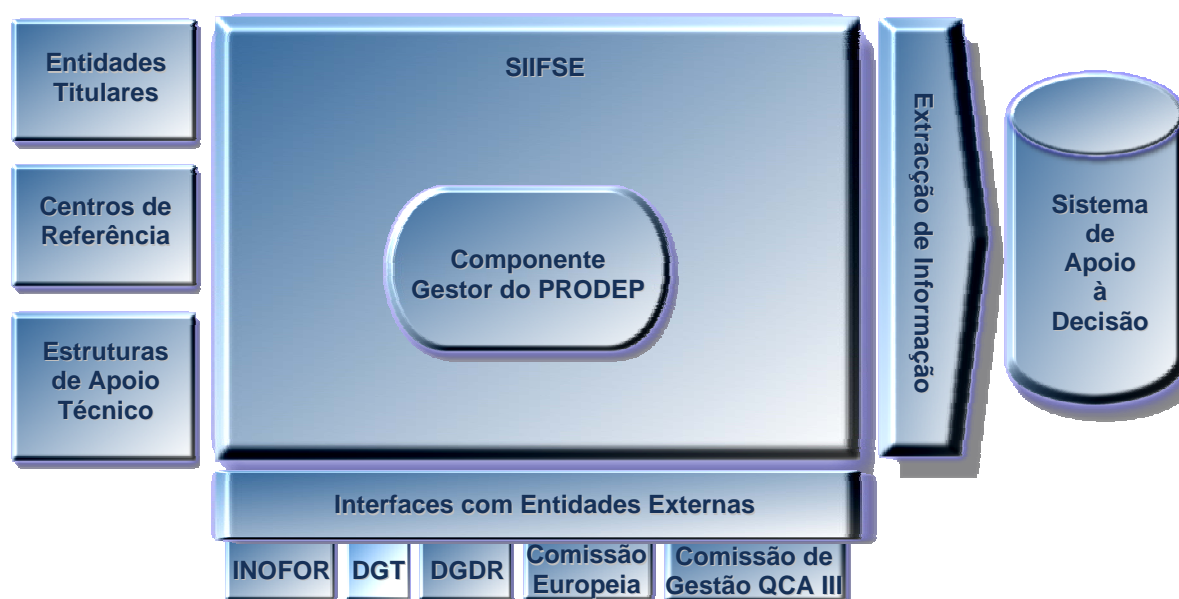 Entidades
Titulares
Centros de
Referência
Estruturas
de Apoio
Técnico
SIIFSE
Componente
Gestor do PRODEP
Extracção de Informação
Sistema
de
Apoio
à
Decisão
Interfaces com Entidades Externas
INOFOR
DGT
DGDR
Comissão
Europeia
Comissão de
Gestão QCA III